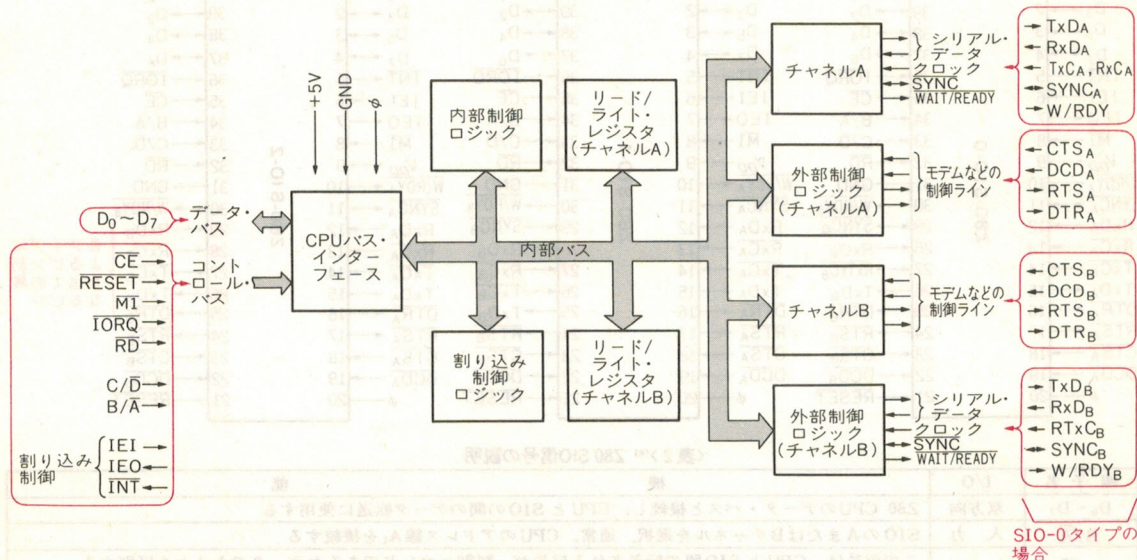 +5V
GND
φ
D₀～D₇
データ・
バス
CE
RESET
M1
IORQ
RD
C/D
B/A
IEI
IEO
INT
割り込み
制御
コント
ロール・
バス
CPUバス・
インター
フェース
内部制御
ロジック
リード/
ライト・
レジスタ
(チャネルA)
内部バス
割り込み
制御
ロジック
リード/
ライト・
レジスタ
(チャネルB)
チャネルA
シリアル・
データ
クロック
SYNC
WAIT/READY
TxDA
RxDA
TxCA, RxCA
SYNCA
W/RDY
外部制御
ロジック
(チャネルA)
モデムなどの
制御ライン
CTSA
DCDA
RTSA
DTRA
チャネルB
モデムなどの
制御ライン
CTSB
DCDB
RTSB
DTRB
外部制御
ロジック
(チャネルB)
シリアル・
データ
クロック
SYNC
WAIT/READY
TxDB
RxDB
RTxCB
SYNCB
W/RDYB
SIO-0タイプの
場合